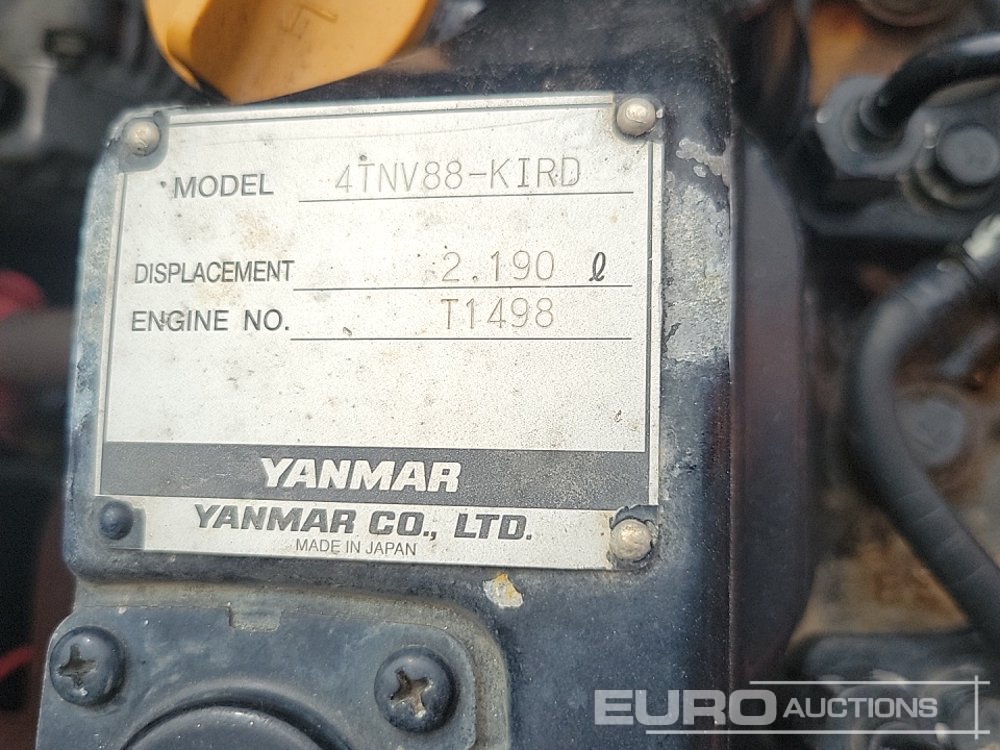 MODEL 4TNV88-KIRD
DISPLACEMENT 2.190 ℓ
ENGINE NO. T1498
YANMAR
YANMAR CO., LTD.
MADE IN JAPAN
EURO AUCTIONS